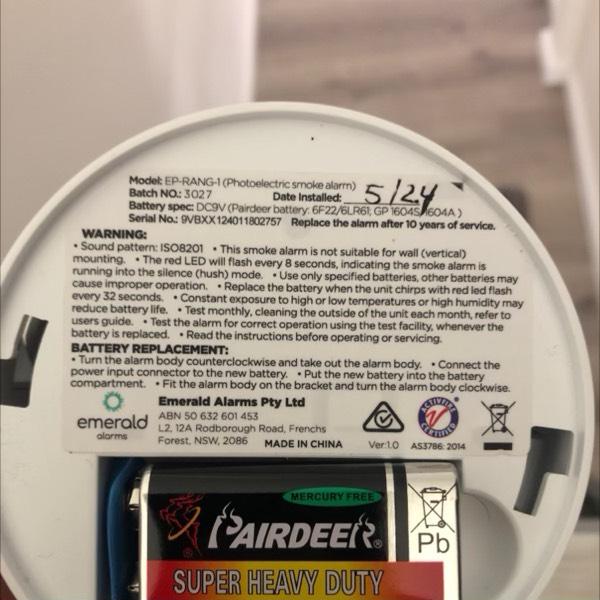 Model: EP-RANG-1 (Photoelectric smoke alarm)
Batch NO.: 3027 Date Installed: 5/24
Battery spec: DC9V (Pairdeer battery: 6F22/6LR61, GP 1604S/1604A)
Serial No.: 9VBXX124011802757 Replace the alarm after 10 years of service.
WARNING:
• Sound pattern: ISO8201 • This smoke alarm is not suitable for wall (vertical)
mounting. • The red LED will flash every 8 seconds, indicating the smoke alarm is
running into the silence (hush) mode. • Use only specified batteries, other batteries may
cause improper operation. • Replace the battery when the unit chirps with red led flash
every 32 seconds. • Constant exposure to high or low temperatures or high humidity may
reduce battery life. • Test monthly, cleaning the outside of the unit each month, refer to
users guide. • Test the alarm for correct operation using the test facility, whenever the
battery is replaced. • Read the instructions before operating or servicing.
BATTERY REPLACEMENT:
• Turn the alarm body counterclockwise and take out the alarm body. • Connect the
power input connector to the new battery. • Put the new battery into the battery
compartment. • Fit the alarm body on the bracket and turn the alarm body clockwise.
emerald
alarms
Emerald Alarms Pty Ltd
ABN 50 632 601 453
L2, 12A Rodborough Road, Frenchs
Forest, NSW, 2086 MADE IN CHINA
Ver:1.0
ACTIVFIRE
CERTIFIED
AS3786: 2014
MERCURY FREE
PAIRDEER®
SUPER HEAVY DUTY
Pb